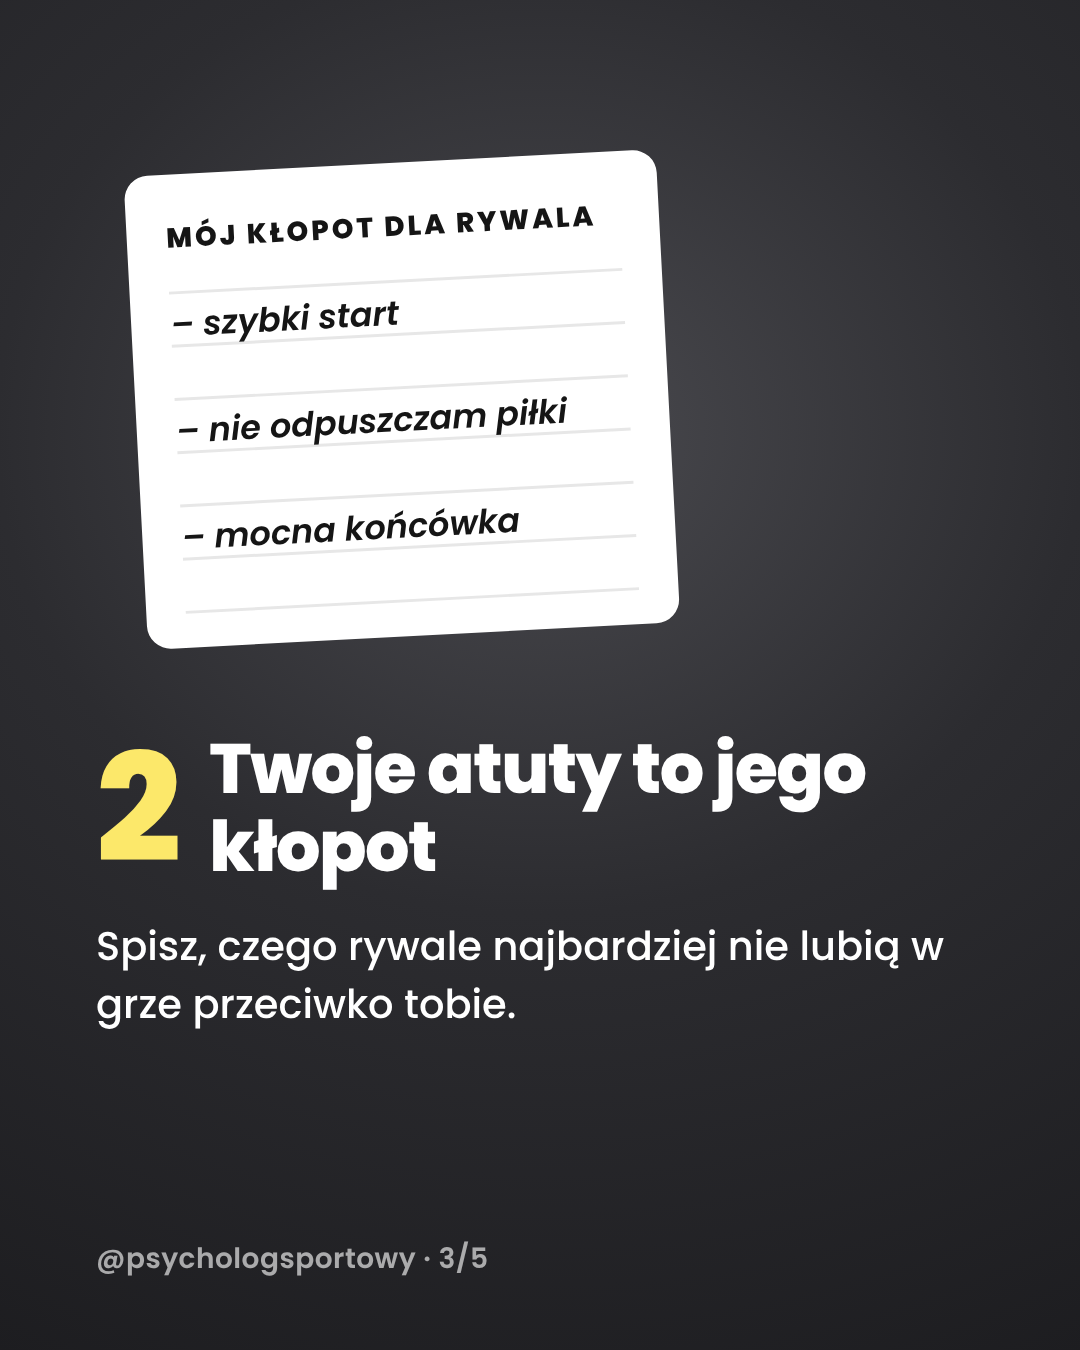 MÓJ KŁOPOT DLA RYWALA
– szybki start
– nie odpuszczam piłki
– mocna końcówka
2
Twoje atuty to jego
kłopot
Spisz, czego rywale najbardziej nie lubią w
grze przeciwko tobie.
@psychologsportowy · 3/5